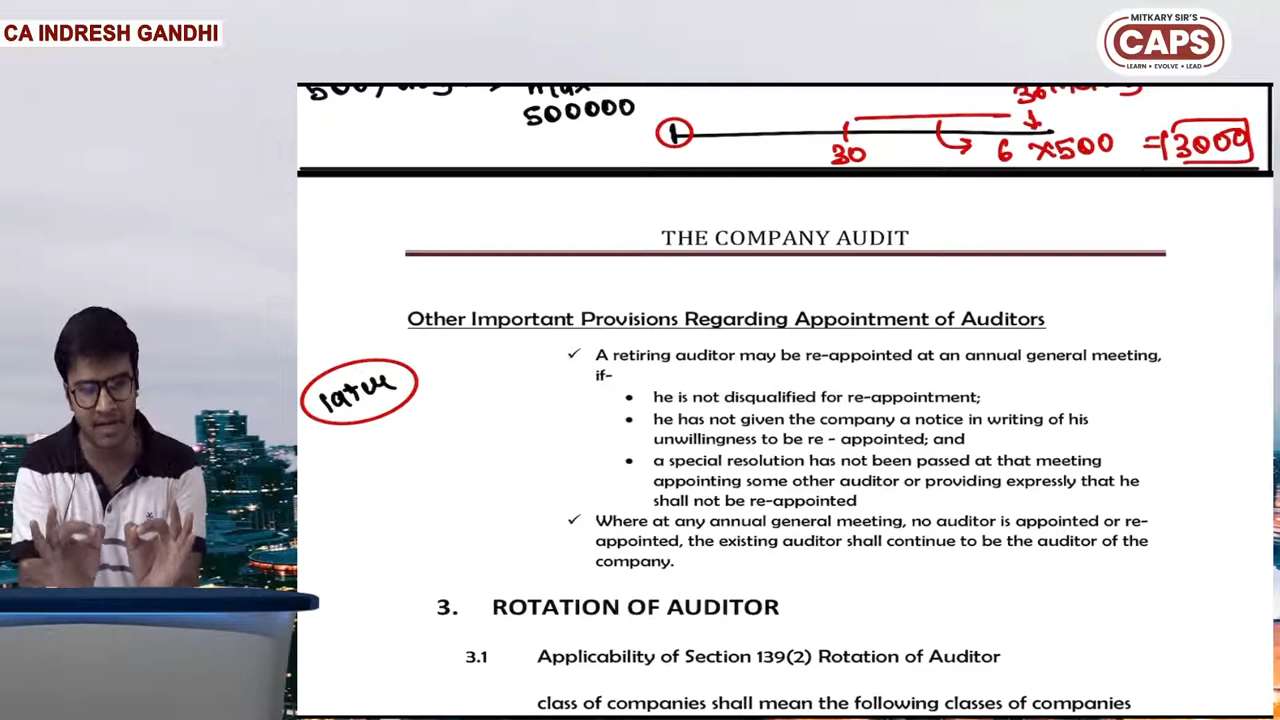 CA INDRESH GANDHI
MITKARY SIR'S
CAPS
LEARN • EVOLVE • LEAD
500000
30
6 × 500 = 3000
THE COMPANY AUDIT
Other Important Provisions Regarding Appointment of Auditors
✓ A retiring auditor may be re-appointed at an annual general meeting,
if-
• he is not disqualified for re-appointment;
• he has not given the company a notice in writing of his
unwillingness to be re - appointed; and
• a special resolution has not been passed at that meeting
appointing some other auditor or providing expressly that he
shall not be re-appointed
✓ Where at any annual general meeting, no auditor is appointed or re-
appointed, the existing auditor shall continue to be the auditor of the
company.
3. ROTATION OF AUDITOR
3.1 Applicability of Section 139(2) Rotation of Auditor
class of companies shall mean the following classes of companies